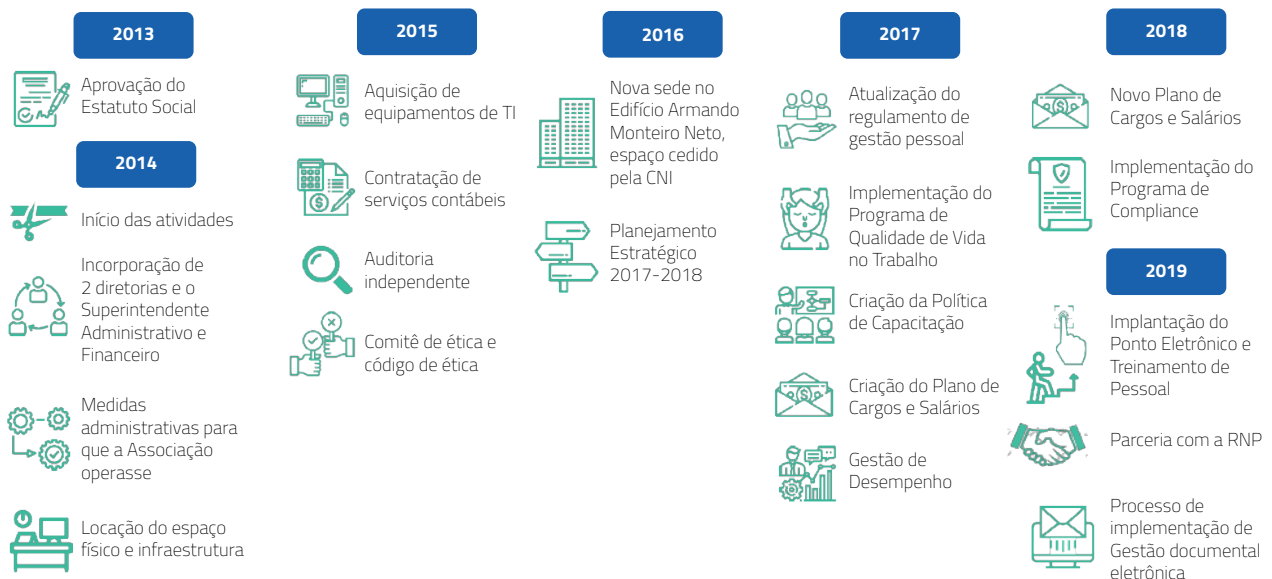 2013
Aprovação do
Estatuto Social
2014
Início das atividades
Incorporação de
2 diretorias e o
Superintendente
Administrativo e
Financeiro
Medidas
administrativas para
que a Associação
operasse
Locação do espaço
físico e infraestrutura
2015
Aquisição de
equipamentos de TI
Contratação de
serviços contábeis
Auditoria
independente
Comitê de ética e
código de ética
2016
Nova sede no
Edifício Armando
Monteiro Neto,
espaço cedido
pela CNI
Planejamento
Estratégico
2017-2018
2017
Atualização do
regulamento de
gestão pessoal
Implementação do
Programa de
Qualidade de Vida
no Trabalho
Criação da Política
de Capacitação
Criação do Plano de
Cargos e Salários
Gestão de
Desempenho
2018
Novo Plano de
Cargos e Salários
Implementação do
Programa de
Compliance
2019
Implantação do
Ponto Eletrônico e
Treinamento de
Pessoal
Parceria com a RNP
Processo de
implementação de
Gestão documental
eletrônica